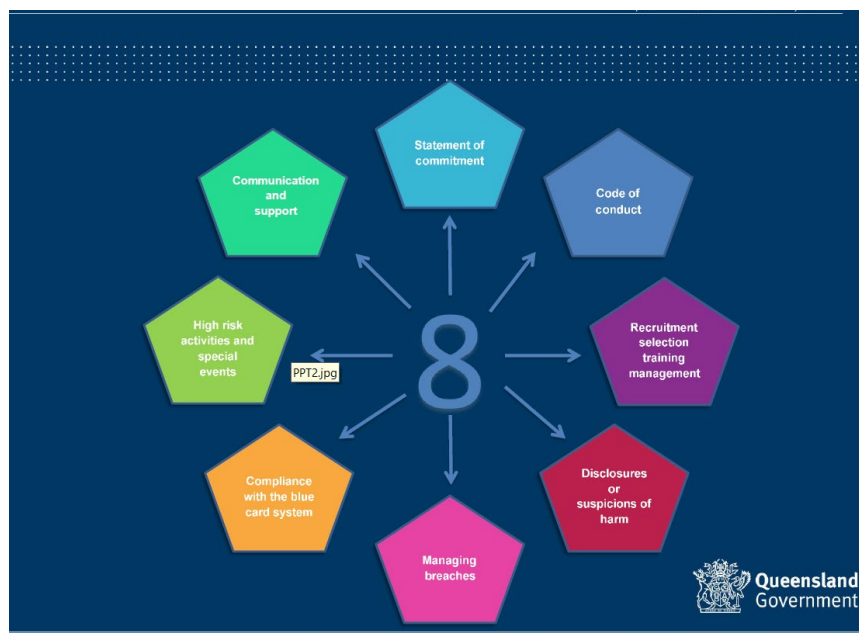 Statement of
commitment
Code of
conduct
Recruitment
selection
training
management
Disclosures
or
suspicions of
harm
Managing
breaches
Compliance
with the blue
card system
High risk
activities and
special
events
Communication
and
support
8
PPT2.jpg
Queensland
Government